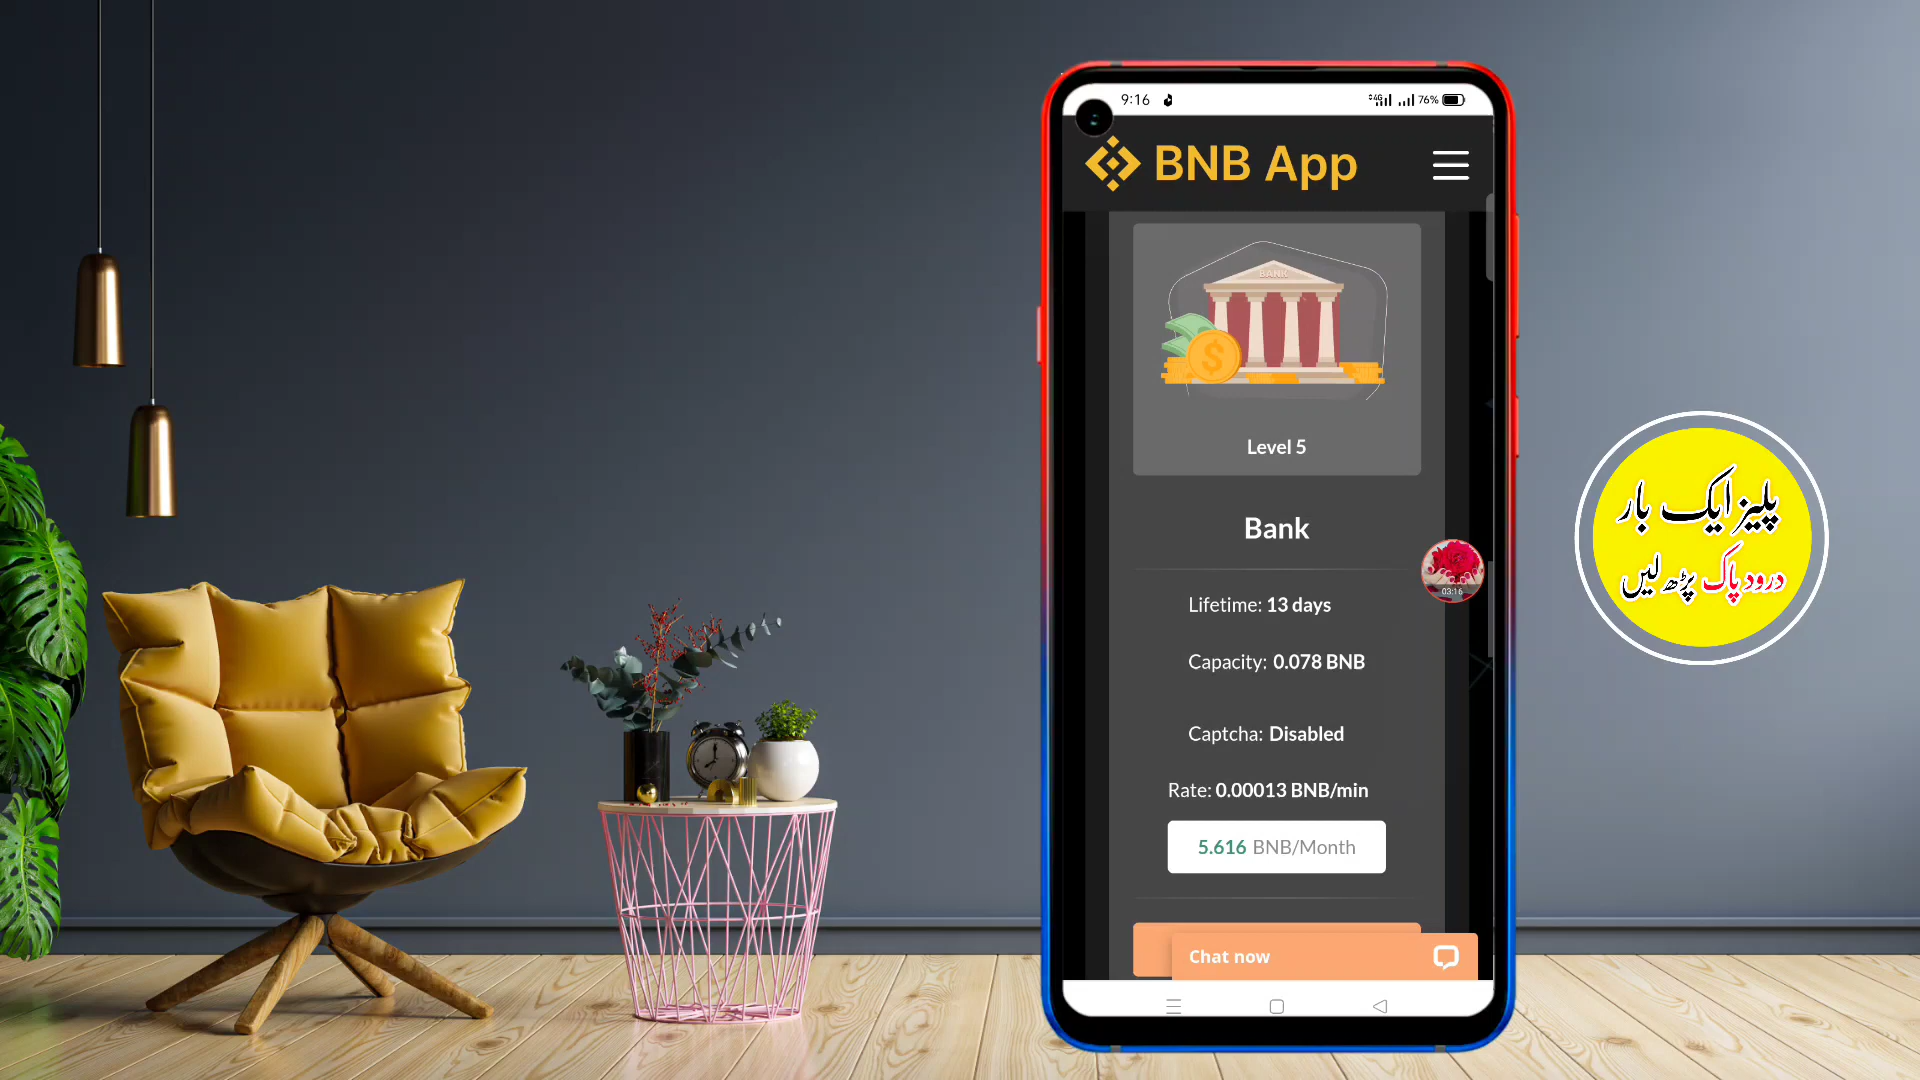 9:16
4G
76%
BNB App
BANK
Level 5
Bank
Lifetime: 13 days
Capacity: 0.078 BNB
Captcha: Disabled
Rate: 0.00013 BNB/min
5.616 BNB/Month
Chat now
03:16
پلیز ایک بار
درود پاک پڑھ لیں